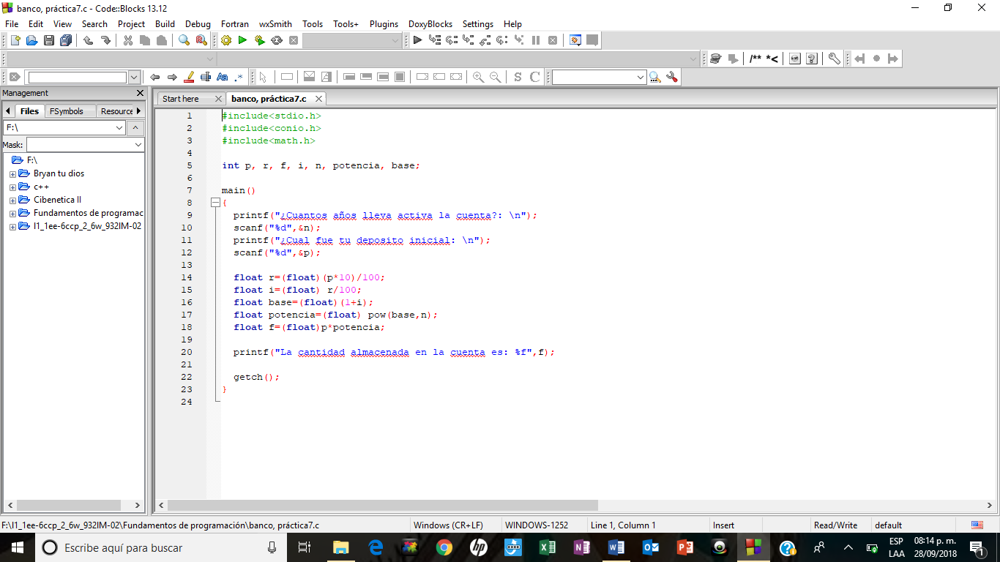 banco, práctica7.c - Code::Blocks 13.12
File Edit View Search Project Build Debug Fortran wxSmith Tools Tools+ Plugins DoxyBlocks Settings Help
/** *<
Aa .*
S C
Management
Files FSymbols Resource
F:\
Mask:
F:\
Bryan tu dios
c++
Cibenetica II
Fundamentos de programac
I1_1ee-6ccp_2_6w_932IM-02
Start here banco, práctica7.c
1 #include<stdio.h>
2 #include<conio.h>
3 #include<math.h>
4
5 int p, r, f, i, n, potencia, base;
6
7 main()
8 {
9 printf("¿Cuantos años lleva activa la cuenta?: \n");
10 scanf("%d",&n);
11 printf("¿Cual fue tu deposito inicial: \n");
12 scanf("%d",&p);
13
14 float r=(float)(p*10)/100;
15 float i=(float) r/100;
16 float base=(float)(1+i);
17 float potencia=(float) pow(base,n);
18 float f=(float)p*potencia;
19
20 printf("La cantidad almacenada en la cuenta es: %f",f);
21
22 getch();
23 }
24
F:\I1_1ee-6ccp_2_6w_932IM-02\Fundamentos de programación\banco, práctica7.c Windows (CR+LF) WINDOWS-1252 Line 1, Column 1 Insert Read/Write default
Escribe aquí para buscar
ESP 08:14 p. m.
LAA 28/09/2018
1